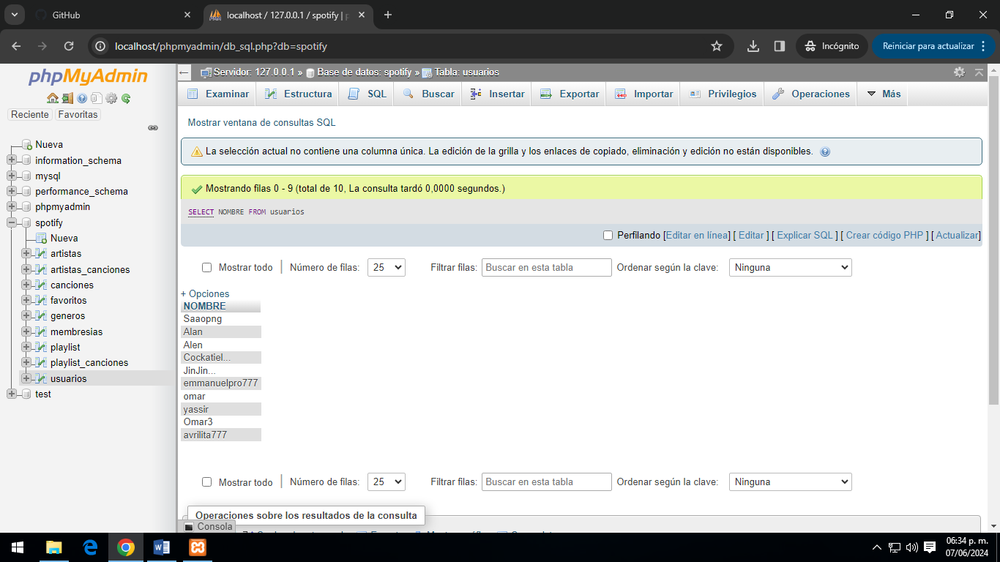 GitHub
localhost / 127.0.0.1 / spotify | p
localhost/phpmyadmin/db_sql.php?db=spotify
Incógnito
Reiniciar para actualizar
phpMyAdmin
Reciente Favoritas
Nueva
information_schema
mysql
performance_schema
phpmyadmin
spotify
Nueva
artistas
artistas_canciones
canciones
favoritos
generos
membresias
playlist
playlist_canciones
usuarios
test
Servidor: 127.0.0.1 » Base de datos: spotify » Tabla: usuarios
Examinar Estructura SQL Buscar Insertar Exportar Importar Privilegios Operaciones Más
Mostrar ventana de consultas SQL
La selección actual no contiene una columna única. La edición de la grilla y los enlaces de copiado, eliminación y edición no están disponibles.
Mostrando filas 0 - 9 (total de 10, La consulta tardó 0,0000 segundos.)
SELECT NOMBRE FROM usuarios
Perfilando [Editar en línea] [ Editar ] [ Explicar SQL ] [ Crear código PHP ] [ Actualizar]
Mostrar todo Número de filas: 25 Filtrar filas: Buscar en esta tabla Ordenar según la clave: Ninguna
+ Opciones
NOMBRE
Saaopng
Alan
Alen
Cockatiel...
JinJin...
emmanuelpro777
omar
yassir
Omar3
avrilita777
Mostrar todo Número de filas: 25 Filtrar filas: Buscar en esta tabla Ordenar según la clave: Ninguna
Operaciones sobre los resultados de la consulta
Consola
06:34 p. m.
07/06/2024